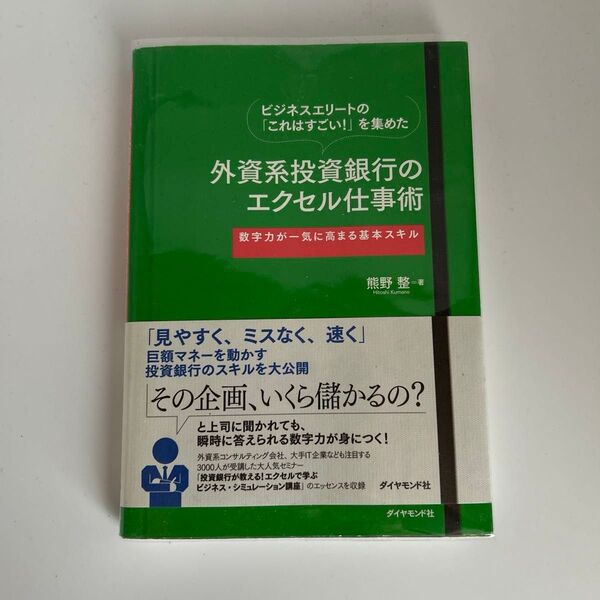 ビジネスエリートの
「これはすごい!」を集めた
外資系投資銀行の
エクセル仕事術
数字力が一気に高まる基本スキル
熊野 整=著
Hitoshi Kumano
「見やすく、ミスなく、速く」
巨額マネーを動かす
投資銀行のスキルを大公開
「その企画、いくら儲かるの?
と上司に聞かれても、
瞬時に答えられる数字力が身につく!
外資系コンサルティング会社、大手IT企業なども注目する
3000人が受講した大人気セミナー
「投資銀行が教える!エクセルで学ぶ
ビジネス・シミュレーション講座」のエッセンスを収録
ダイヤモンド社
ダイヤモンド社